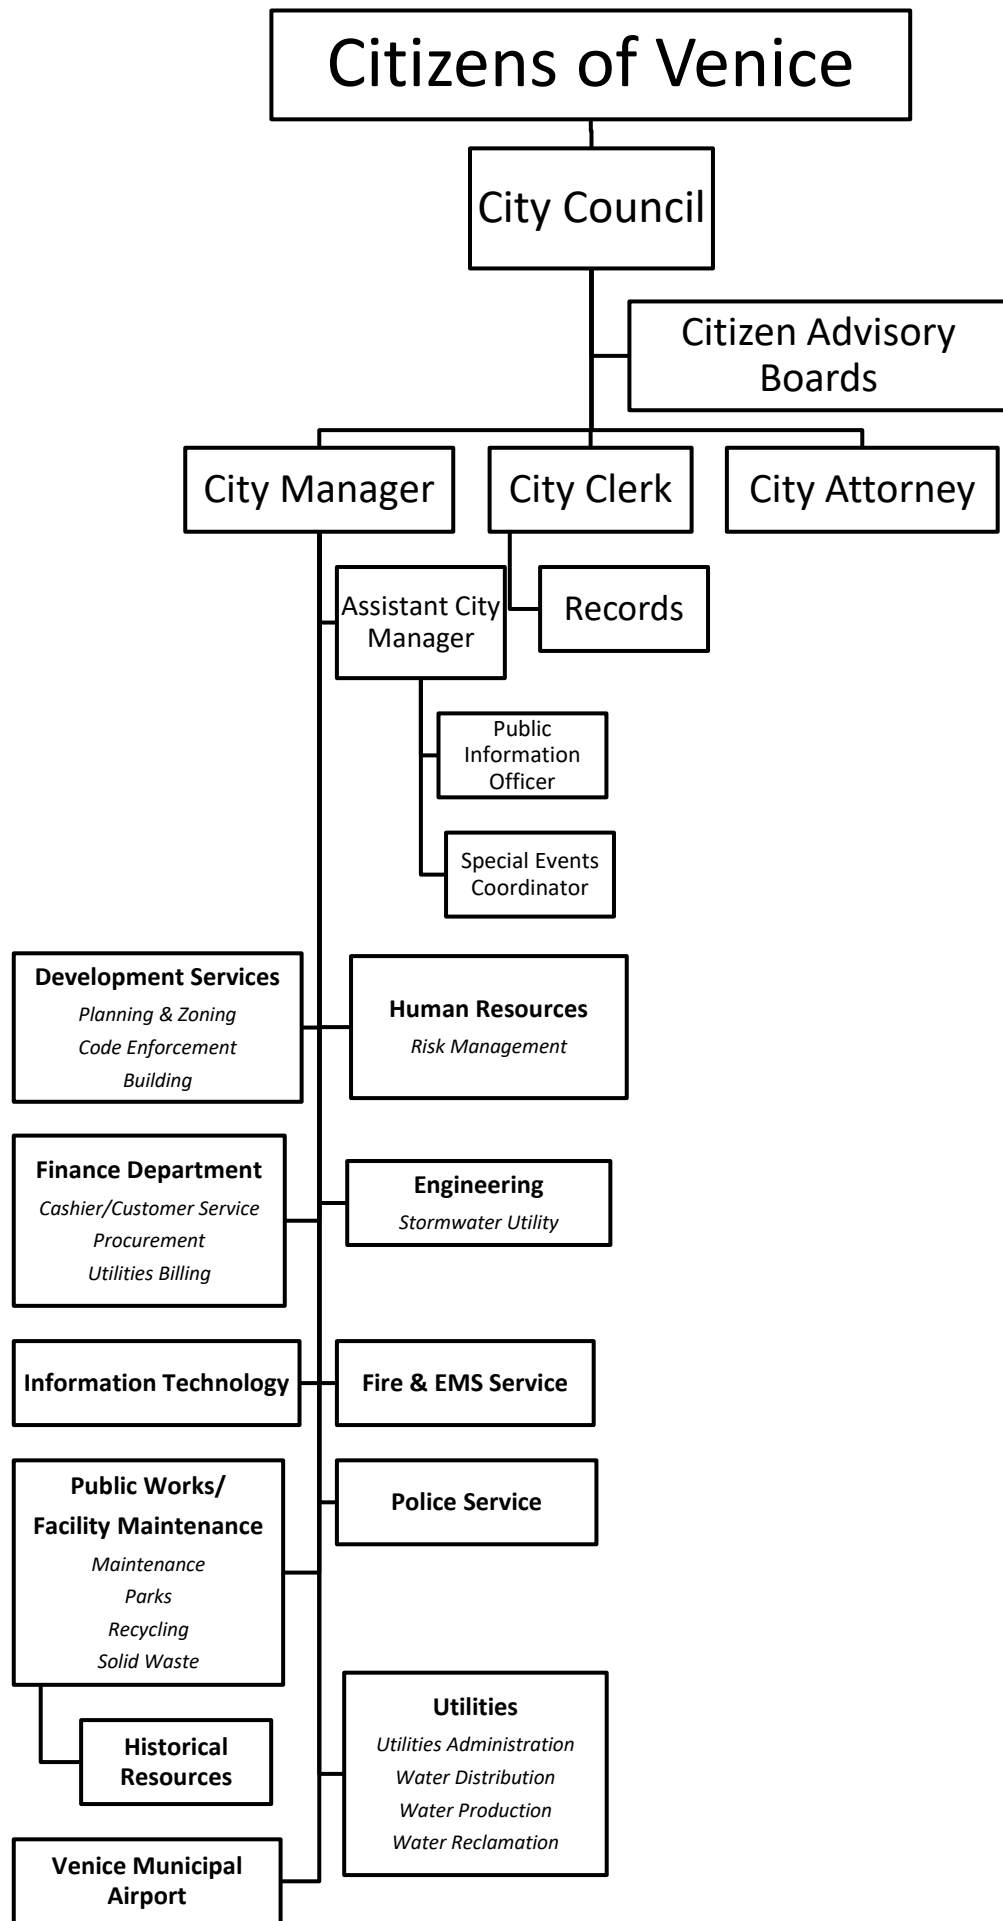 Citizens of Venice
City Council
Citizen Advisory
Boards
City Manager
City Clerk
City Attorney
Assistant City
Manager
Records
Public
Information
Officer
Special Events
Coordinator
Development Services
Planning & Zoning
Code Enforcement
Building
Human Resources
Risk Management
Finance Department
Cashier/Customer Service
Procurement
Utilities Billing
Engineering
Stormwater Utility
Information Technology
Fire & EMS Service
Public Works/
Facility Maintenance
Maintenance
Parks
Recycling
Solid Waste
Police Service
Historical
Resources
Utilities
Utilities Administration
Water Distribution
Water Production
Water Reclamation
Venice Municipal
Airport